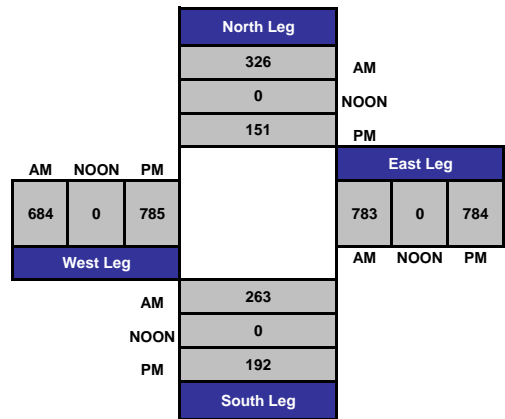 North Leg
326 AM
0 NOON
151 PM
East Leg
AM NOON PM
684 0 785
783 0 784
West Leg
AM NOON PM
AM 263
NOON 0
PM 192
South Leg